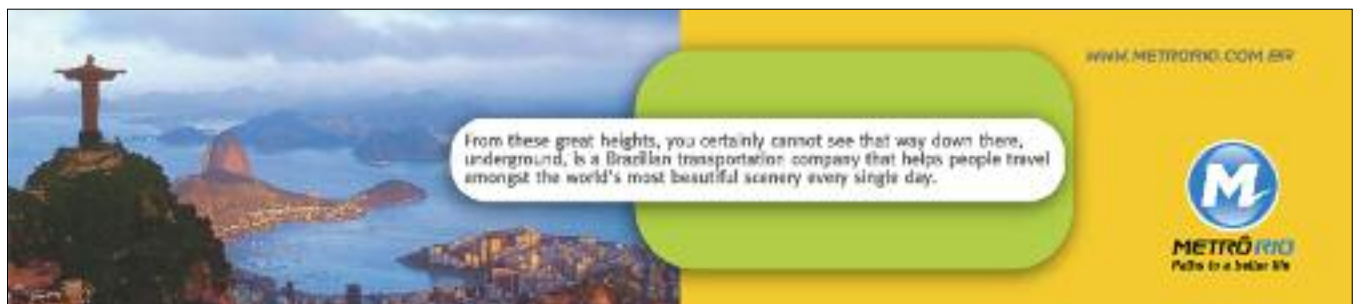 WWW.METRORIO.COM.BR
From these great heights, you certainly cannot see that way down there,
underground, is a Brazilian transportation company that helps people travel
amongst the world's most beautiful scenery every single day.
M
METRÔ RIO
Paths to a better life